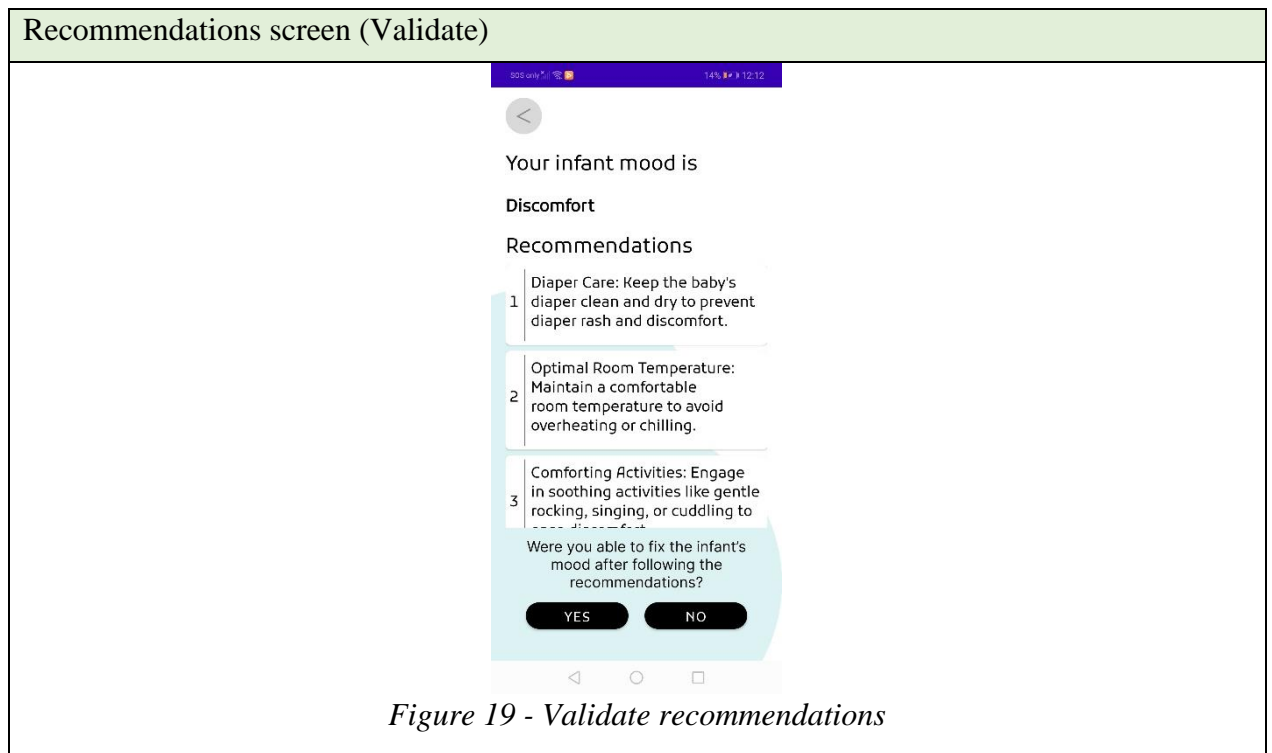 Recommendations screen (Validate)
SOS only 14% 12:12
<
Your infant mood is
Discomfort
Recommendations
1
Diaper Care: Keep the baby's
diaper clean and dry to prevent
diaper rash and discomfort.
2
Optimal Room Temperature:
Maintain a comfortable
room temperature to avoid
overheating or chilling.
3
Comforting Activities: Engage
in soothing activities like gentle
rocking, singing, or cuddling to
Were you able to fix the infant's
mood after following the
recommendations?
YES NO
Figure 19 - Validate recommendations